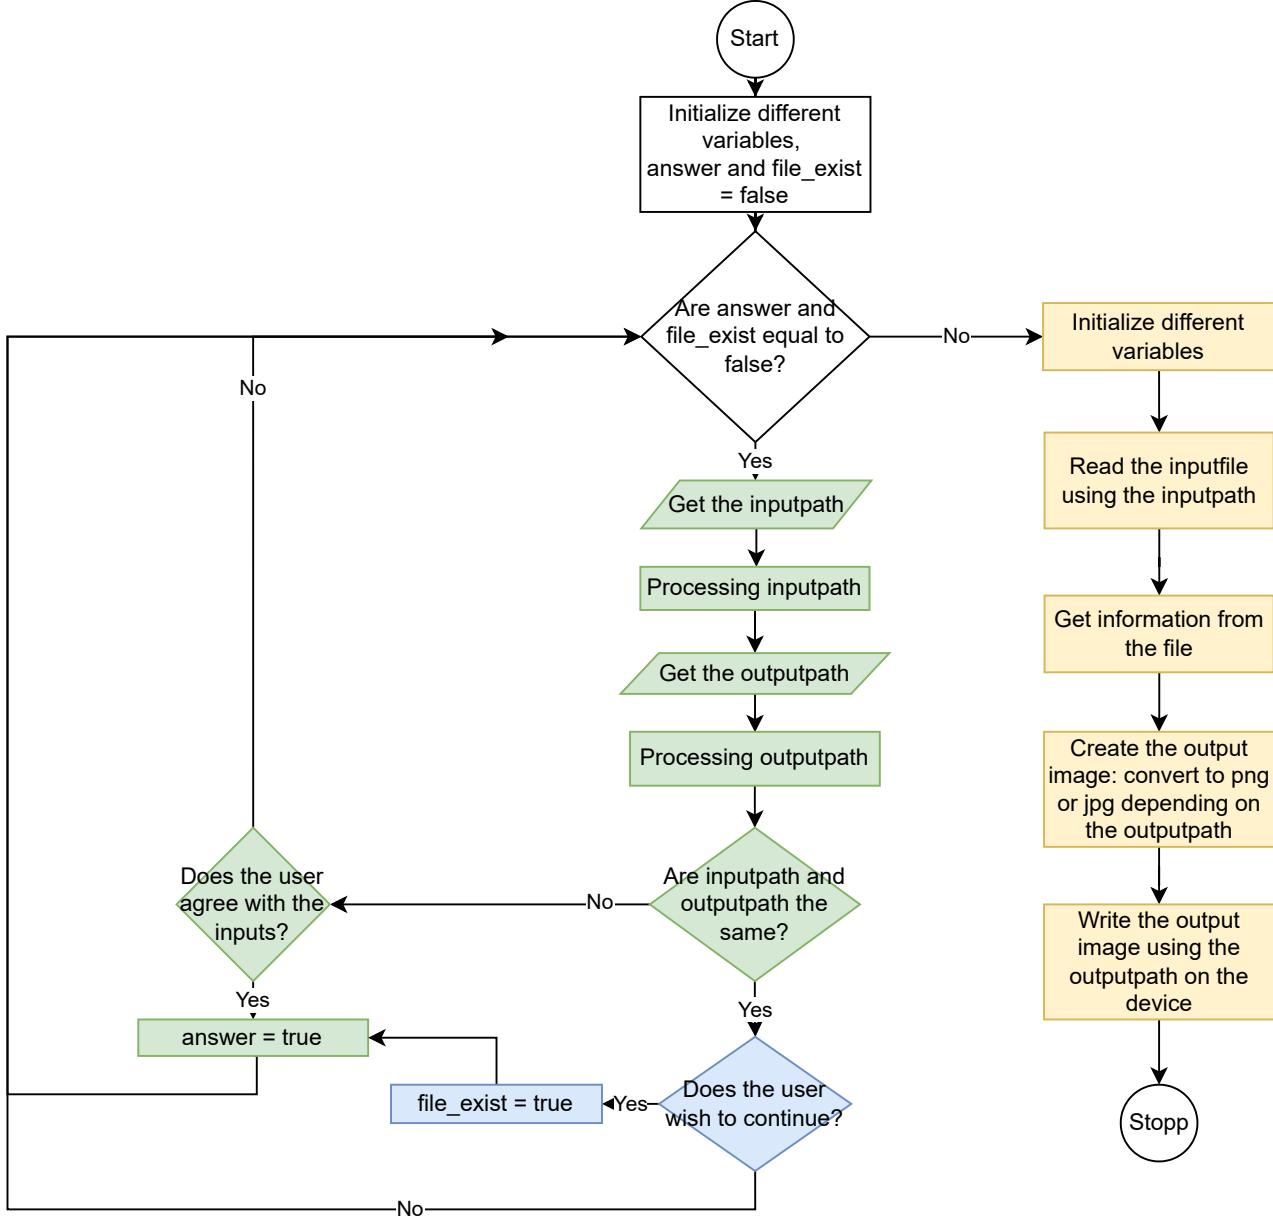 Start
Initialize different
variables,
answer and file_exist
= false
Are answer and
file_exist equal to
false?
No
Initialize different
variables
No
Yes
Get the inputpath
Read the inputfile
using the inputpath
Processing inputpath
Get information from
the file
Get the outputpath
Processing outputpath
Create the output
image: convert to png
or jpg depending on
the outputpath
Does the user
agree with the
inputs?
No
Are inputpath and
outputpath the
same?
Write the output
image using the
outputpath on the
device
Yes
Yes
answer = true
file_exist = true
Yes
Does the user
wish to continue?
Stopp
No